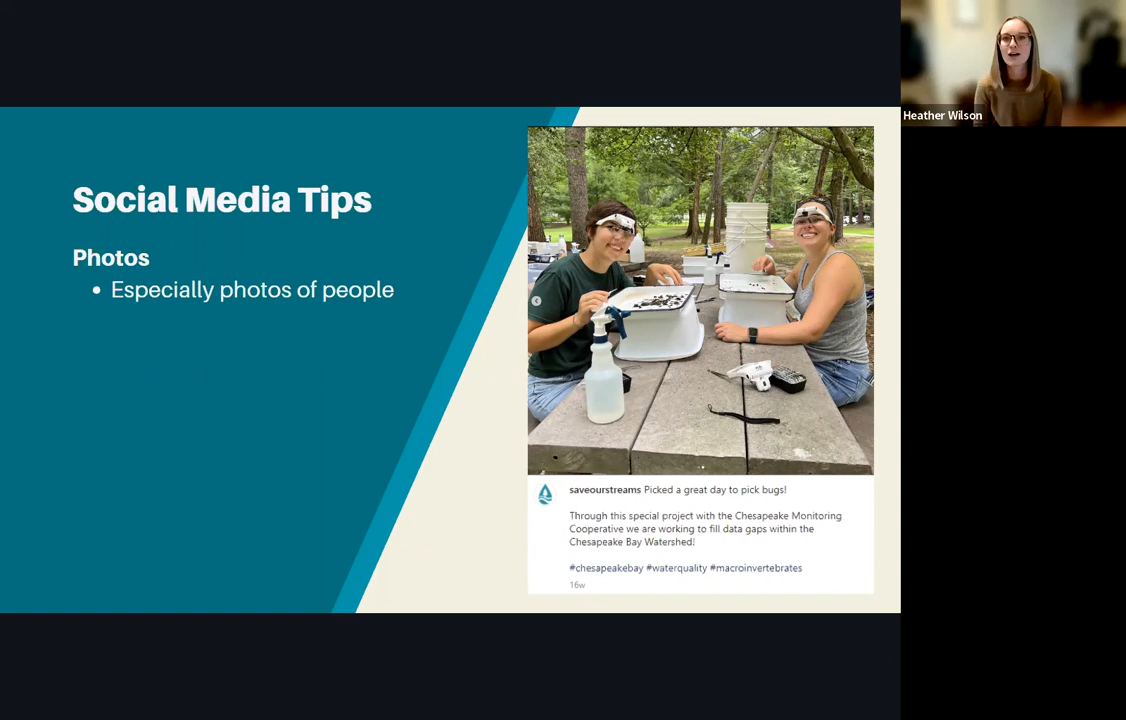 Heather Wilson
Social Media Tips
Photos
• Especially photos of people
saveourstreams Picked a great day to pick bugs!
Through this special project with the Chesapeake Monitoring
Cooperative we are working to fill data gaps within the
Chesapeake Bay Watershed!
#chesapeakebay #waterquality #macroinvertebrates
16w